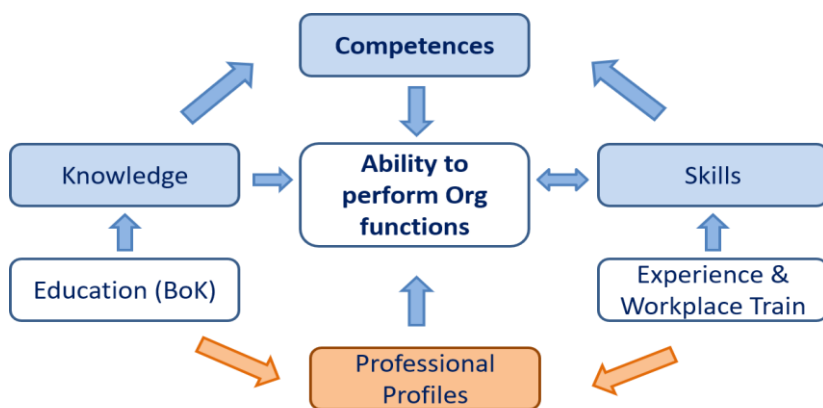 Competences
Knowledge
Ability to
perform Org
functions
Skills
Education (BoK)
Experience &
Workplace Train
Professional
Profiles